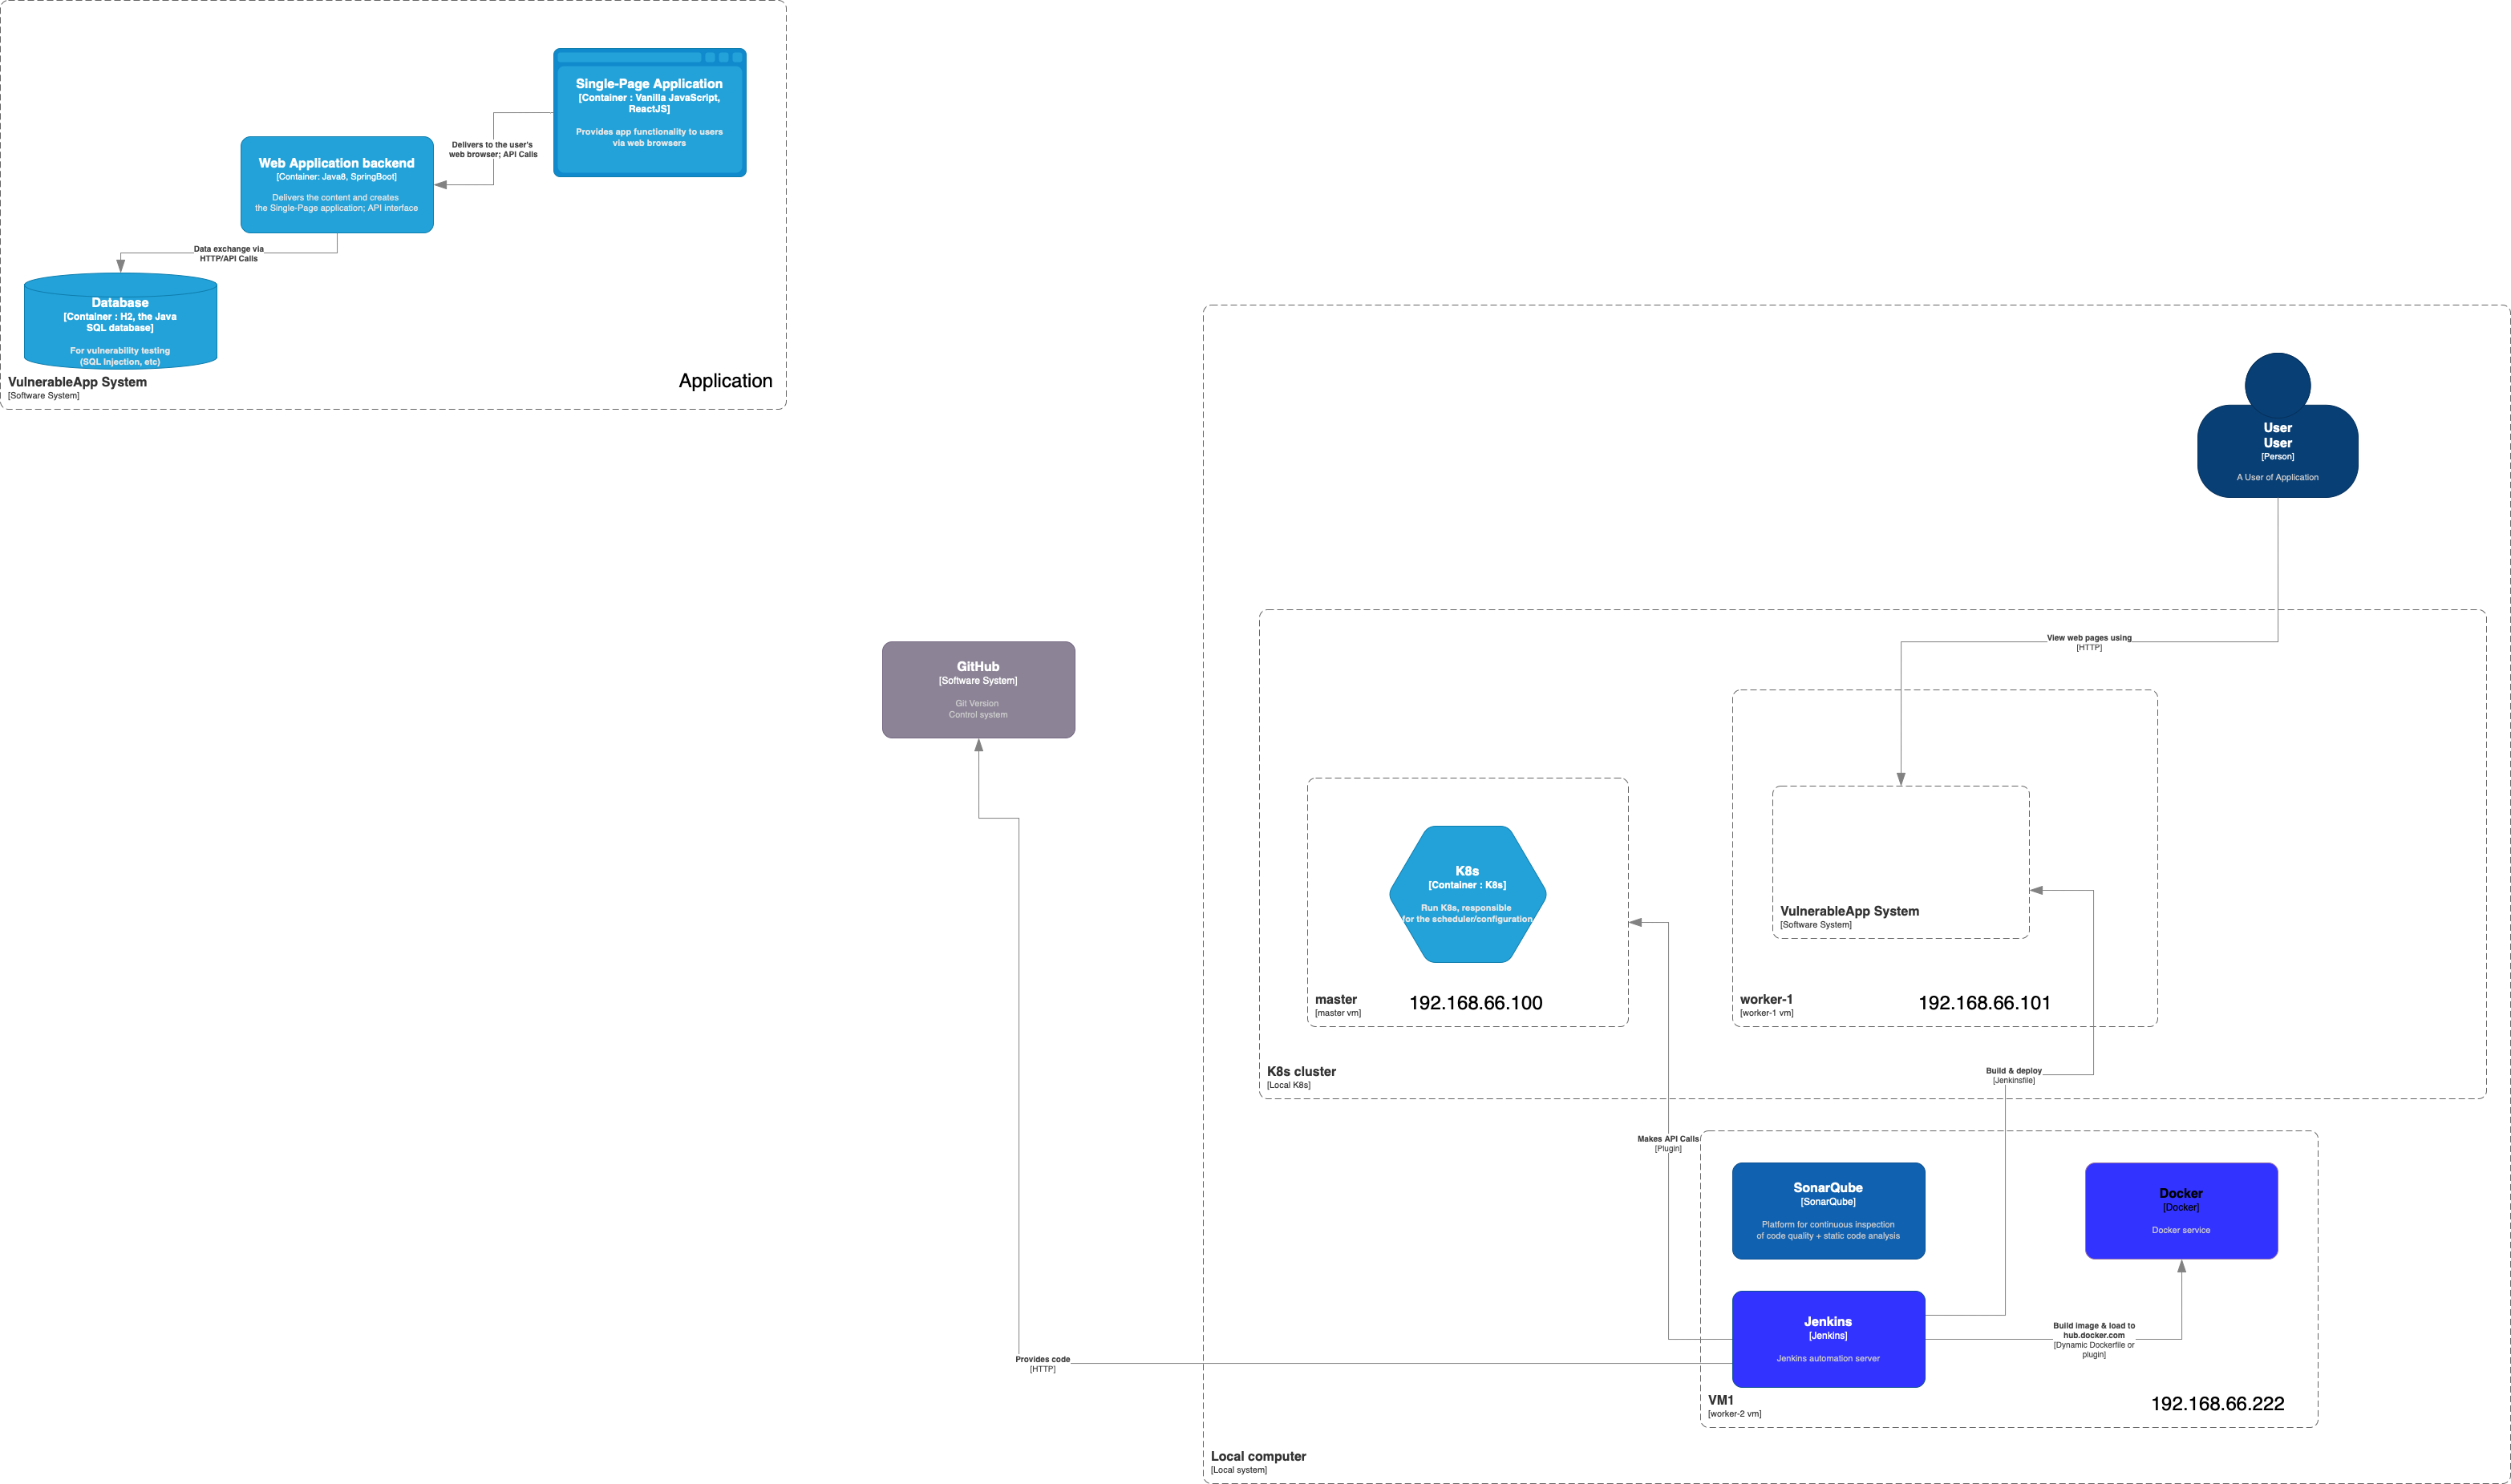 Single-Page Application
[Container : Vanilla JavaScript,
ReactJS]
Provides app functionality to users
via web browsers
Delivers to the user's
web browser; API Calls
Web Application backend
[Container: Java8, SpringBoot]
Delivers the content and creates
the Single-Page application; API interface
Data exchange via
HTTP/API Calls
Database
[Container : H2, the Java
SQL database]
For vulnerability testing
(SQL Injection, etc)
VulnerableApp System
[Software System]
Application
User
User
[Person]
A User of Application
View web pages using
[HTTP]
GitHub
[Software System]
Git Version
Control system
K8s
[Container : K8s]
Run K8s, responsible
for the scheduler/configuration
master
[master vm]
192.168.66.100
VulnerableApp System
[Software System]
worker-1
[worker-1 vm]
192.168.66.101
K8s cluster
[Local K8s]
Build & deploy
[Jenkinsfile]
Makes API Calls
[Plugin]
SonarQube
[SonarQube]
Platform for continuous inspection
of code quality + static code analysis
Docker
[Docker]
Docker service
Jenkins
[Jenkins]
Jenkins automation server
Build image & load to
hub.docker.com
[Dynamic Dockerfile or
plugin]
Provides code
[HTTP]
VM1
[worker-2 vm]
192.168.66.222
Local computer
[Local system]